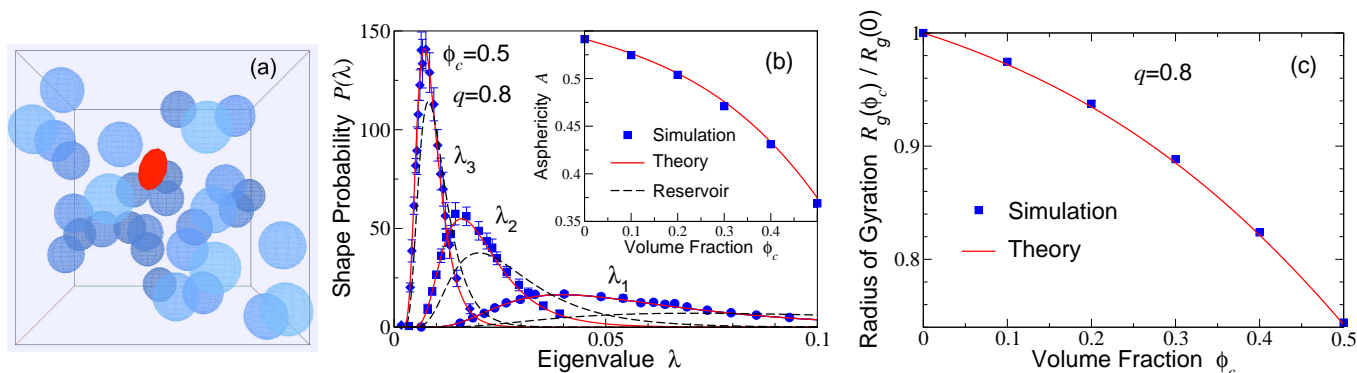 (a)
Shape Probability P(λ)
150
100
50
0
ϕc=0.5
q=0.8
λ3
λ2
λ1
0.05
0.1
Eigenvalue λ
(b)
Asphericity A
0.5
0.45
0.4
0.35
0
0.1
0.2
0.3
0.4
0.5
Volume Fraction ϕc
Simulation
Theory
Reservoir
Radius of Gyration Rg(ϕc) / Rg(0)
1
0.9
0.8
(c)
q=0.8
Simulation
Theory
0
0.1
0.2
0.3
0.4
0.5
Volume Fraction ϕc